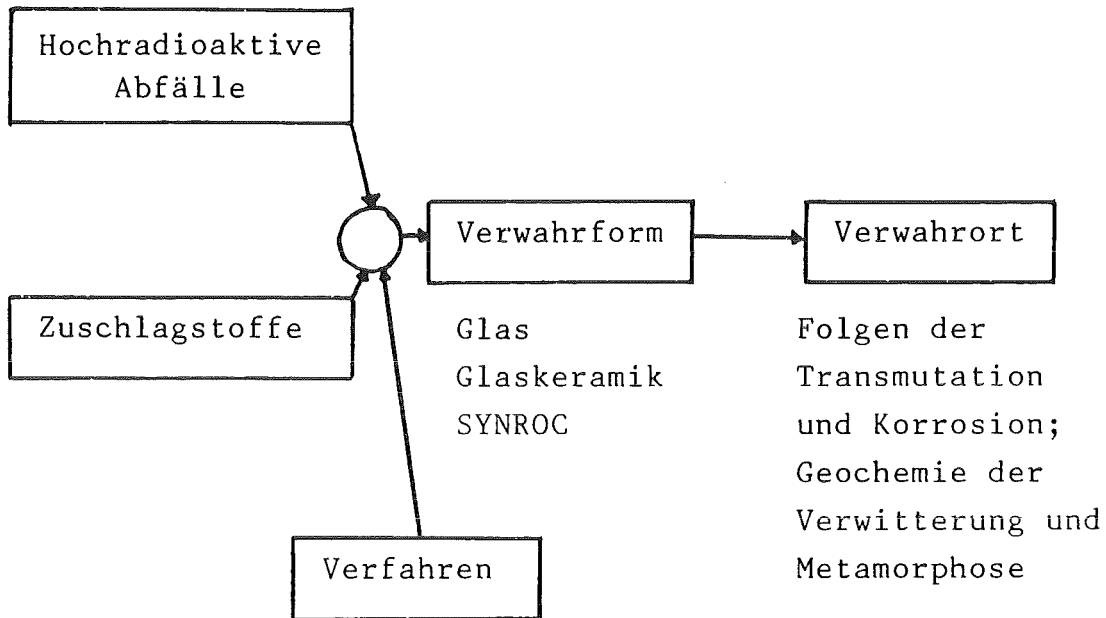 Hochradioaktive
Abfälle
Zuschlagstoffe
Verfahren
Verwahrform
Glas
Glaskeramik
SYNROC
Verwahrort
Folgen der
Transmutation
und Korrosion;
Geochemie der
Verwitterung und
Metamorphose